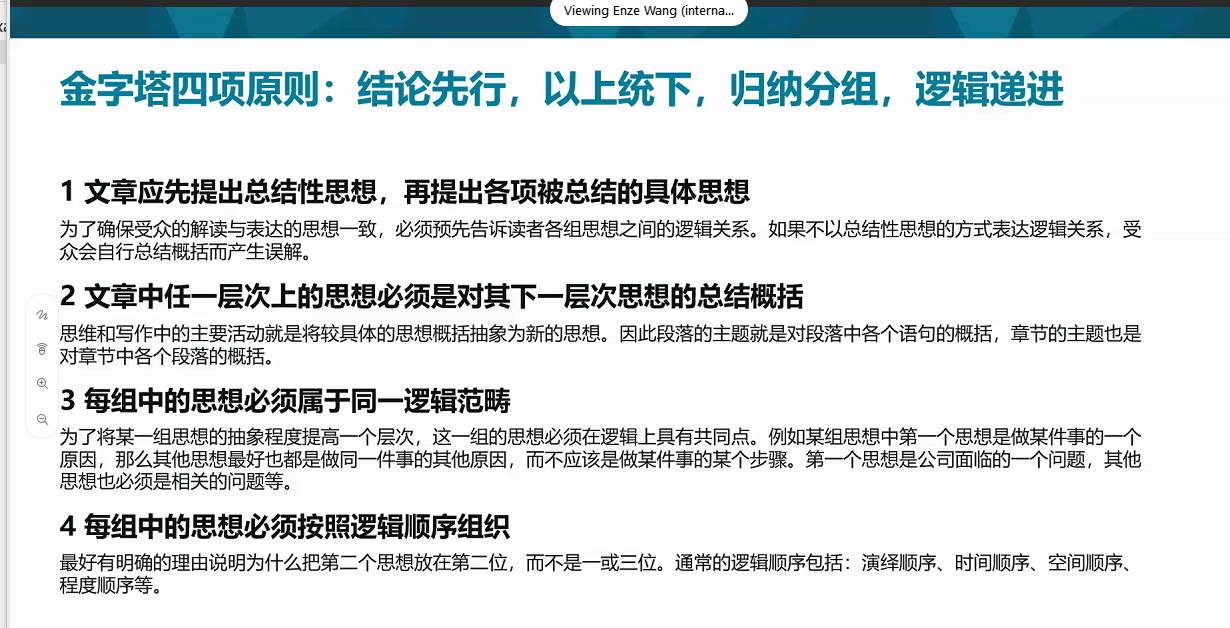 Viewing Enze Wang (interna...
金字塔四项原则：结论先行，以上统下，归纳分组，逻辑递进
1 文章应先提出总结性思想，再提出各项被总结的具体思想
为了确保受众的解读与表达的思想一致，必须预先告诉读者各组思想之间的逻辑关系。如果不以总结性思想的方式表达逻辑关系，受
众会自行总结概括而产生误解。
2 文章中任一层次上的思想必须是对其下一层次思想的总结概括
思维和写作中的主要活动就是将较具体的思想概括抽象为新的思想。因此段落的主题就是对段落中各个语句的概括，章节的主题也是
对章节中各个段落的概括。
3 每组中的思想必须属于同一逻辑范畴
为了将某一组思想的抽象程度提高一个层次，这一组的思想必须在逻辑上具有共同点。例如某组思想中第一个思想是做某件事的一个
原因，那么其他思想最好也都是做同一件事的其他原因，而不应该是做某件事的某个步骤。第一个思想是公司面临的一个问题，其他
思想也必须是相关的问题等。
4 每组中的思想必须按照逻辑顺序组织
最好有明确的理由说明为什么把第二个思想放在第二位，而不是一或三位。通常的逻辑顺序包括：演绎顺序、时间顺序、空间顺序、
程度顺序等。